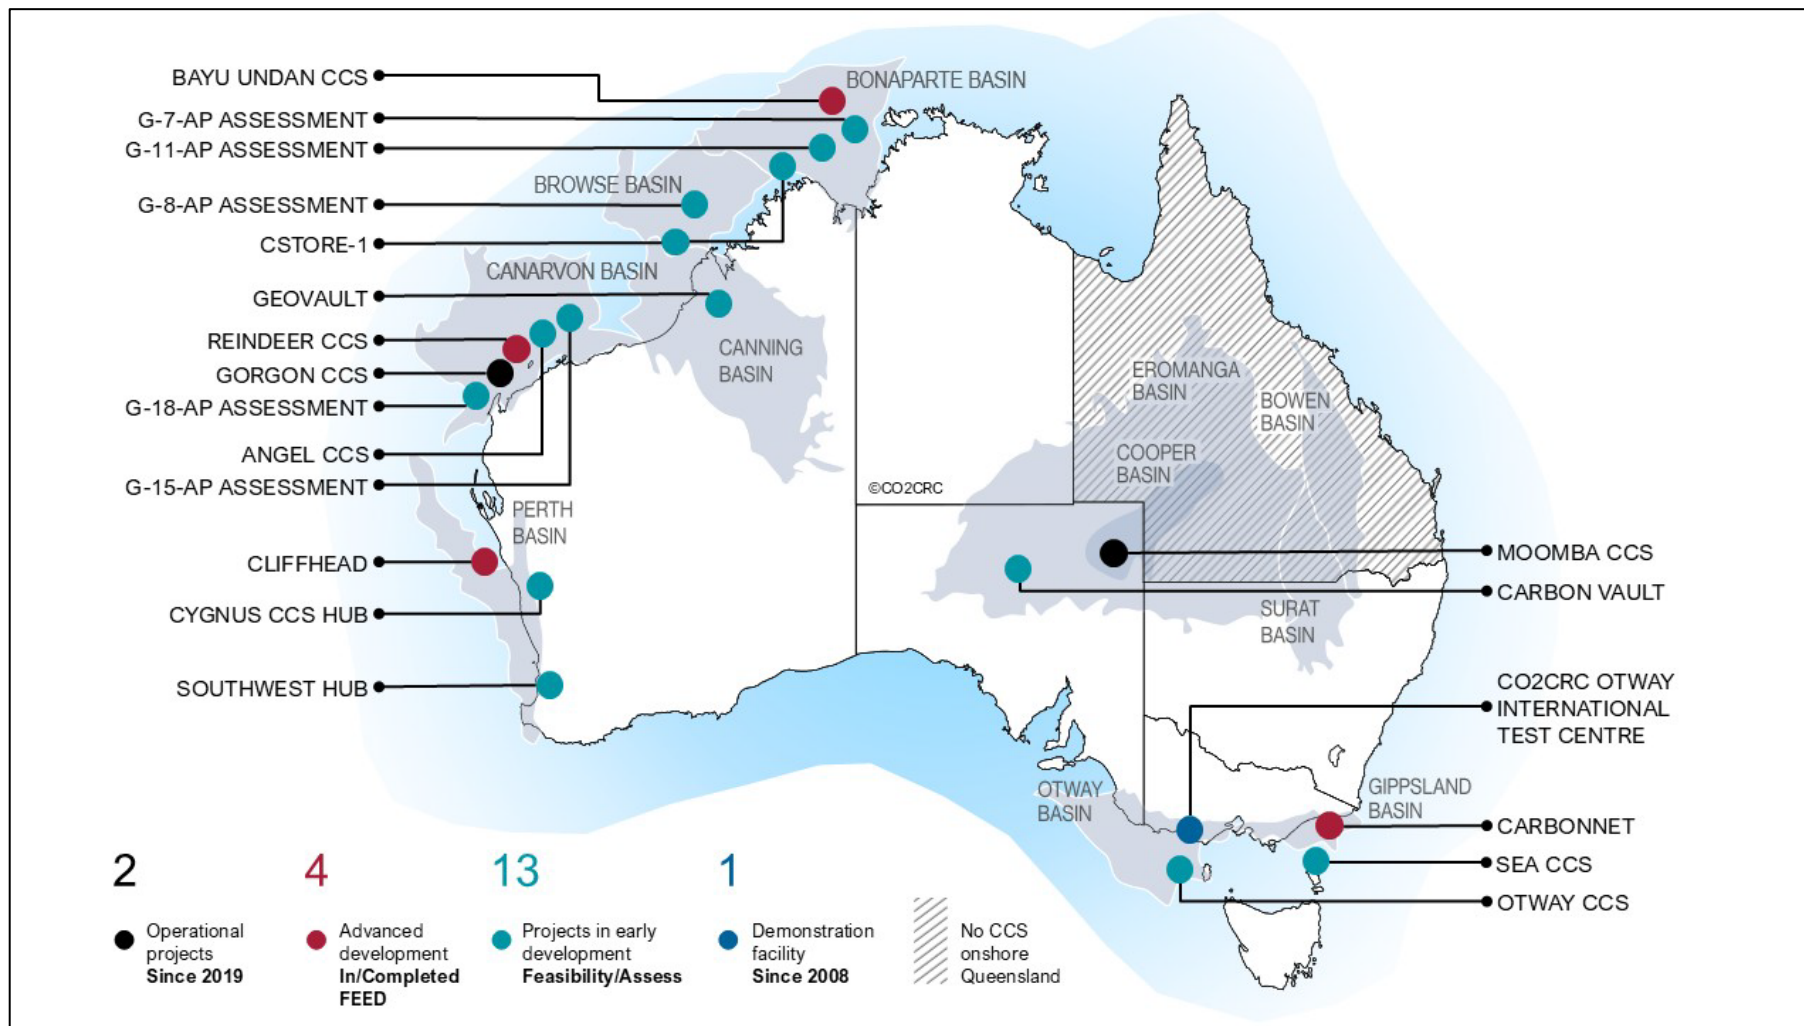 BAYU UNDAN CCS
G-7-AP ASSESSMENT
G-11-AP ASSESSMENT
G-8-AP ASSESSMENT
CSTORE-1
GEOVAULT
REINDEER CCS
GORGON CCS
G-18-AP ASSESSMENT
ANGEL CCS
G-15-AP ASSESSMENT
CLIFFHEAD
CYGNUS CCS HUB
SOUTHWEST HUB
BONAPARTE BASIN
BROWSE BASIN
CANARVON BASIN
CANNING
BASIN
PERTH
BASIN
©CO2CRC
EROMANGA
BASIN
BOWEN
BASIN
COOPER
BASIN
SURAT
BASIN
OTWAY
BASIN
GIPPSLAND
BASIN
MOOMBA CCS
CARBON VAULT
CO2CRC OTWAY
INTERNATIONAL
TEST CENTRE
CARBONNET
SEA CCS
OTWAY CCS
2
Operational
projects
Since 2019
4
Advanced
development
In/Completed
FEED
13
Projects in early
development
Feasibility/Assess
1
Demonstration
facility
Since 2008
No CCS
onshore
Queensland